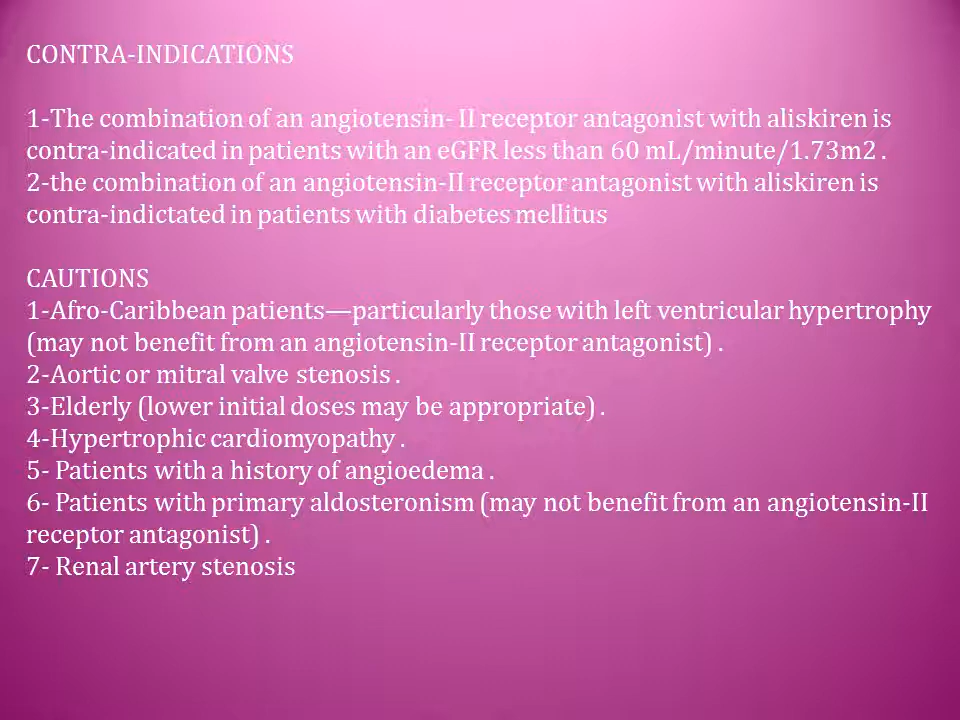 CONTRA-INDICATIONS
1-The combination of an angiotensin- II receptor antagonist with aliskiren is
contra-indicated in patients with an eGFR less than 60 mL/minute/1.73m2 .
2-the combination of an angiotensin-II receptor antagonist with aliskiren is
contra-indictated in patients with diabetes mellitus
CAUTIONS
1-Afro-Caribbean patients—particularly those with left ventricular hypertrophy
(may not benefit from an angiotensin-II receptor antagonist) .
2-Aortic or mitral valve stenosis .
3-Elderly (lower initial doses may be appropriate) .
4-Hypertrophic cardiomyopathy .
5- Patients with a history of angioedema .
6- Patients with primary aldosteronism (may not benefit from an angiotensin-II
receptor antagonist) .
7- Renal artery stenosis